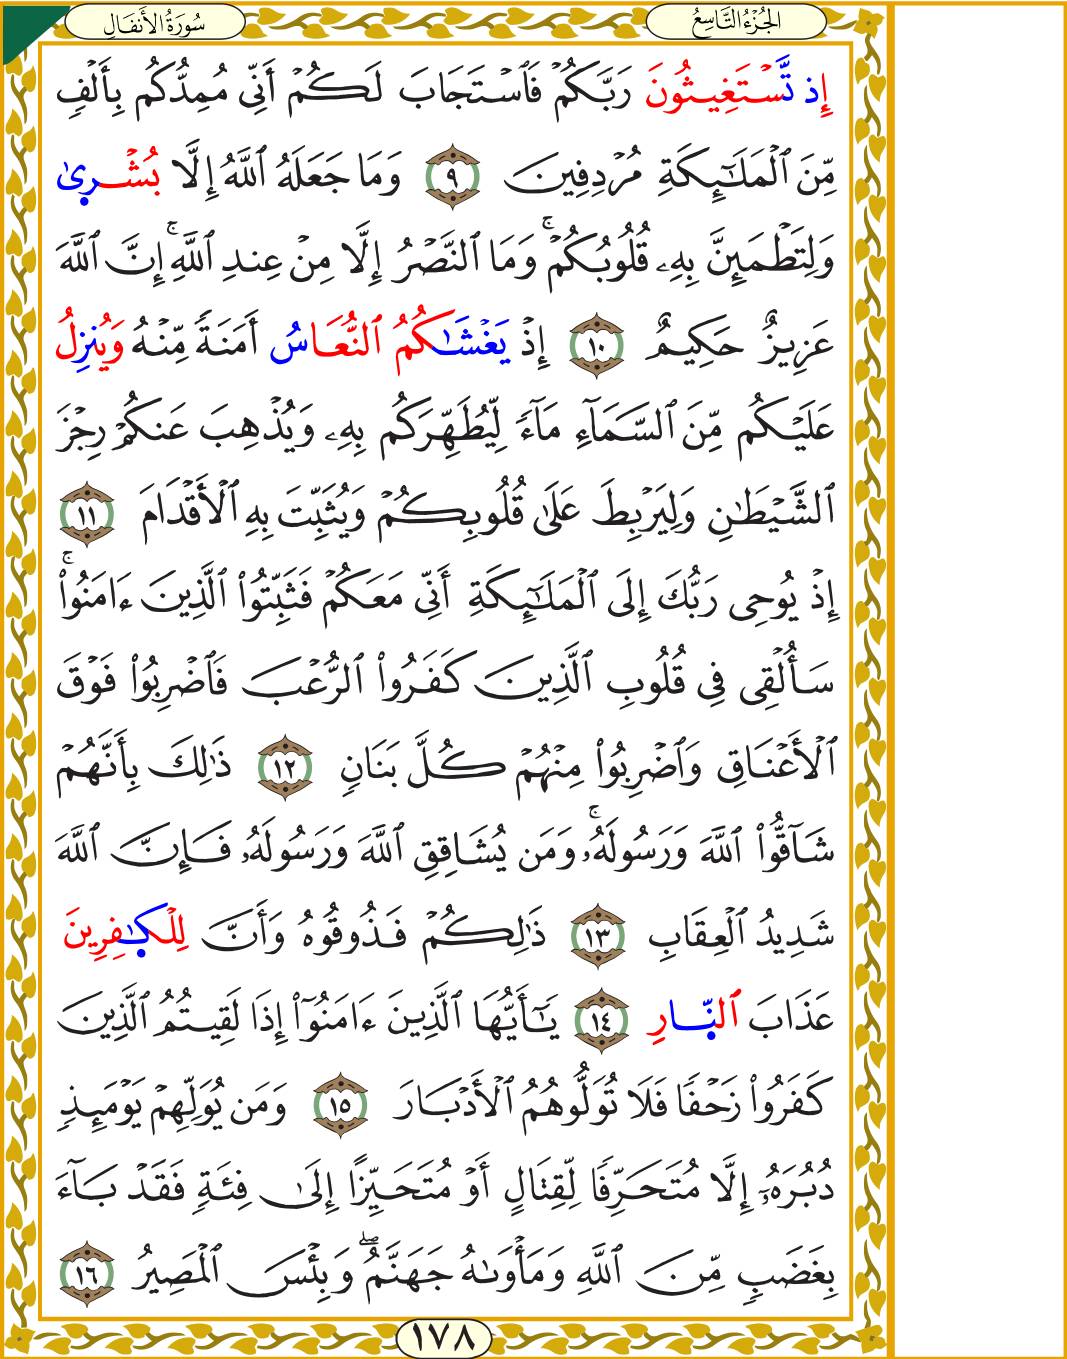 سُورَةُ الأَنفَالِ
الجُزْءُ التَّاسِعُ
إِذ تَّسْتَغِيثُونَ رَبَّكُمْ فَٱسْتَجَابَ لَكُمْ أَنِّي مُمِدُّكُم بِأَلْفٍ
مِّنَ ٱلْمَلَٰٓئِكَةِ مُرْدِفِينَ ٩ وَمَا جَعَلَهُ ٱللَّهُ إِلَّا بُشْرٜىٰ
وَلِتَطْمَئِنَّ بِهِۦ قُلُوبُكُمْۚ وَمَا ٱلنَّصْرُ إِلَّا مِنْ عِندِ ٱللَّهِۚ إِنَّ ٱللَّهَ
عَزِيزٌ حَكِيمٌ ١٠ إِذْ يَغْشَىٰكُمُ ٱلنُّعَاسُ أَمَنَةً مِّنْهُ وَيُنزِلُ
عَلَيْكُم مِّنَ ٱلسَّمَآءِ مَآءً لِّيُطَهِّرَكُم بِهِۦ وَيُذْهِبَ عَنكُمْ رِجْزَ
ٱلشَّيْطَٰنِ وَلِيَرْبِطَ عَلَىٰ قُلُوبِكُمْ وَيُثَبِّتَ بِهِ ٱلْأَقْدَامَ ١١
إِذْ يُوحِي رَبُّكَ إِلَى ٱلْمَلَٰٓئِكَةِ أَنِّي مَعَكُمْ فَثَبِّتُوا۟ ٱلَّذِينَ ءَامَنُوا۟ۚ
سَأُلْقِي فِي قُلُوبِ ٱلَّذِينَ كَفَرُوا۟ ٱلرُّعْبَ فَٱضْرِبُوا۟ فَوْقَ
ٱلْأَعْنَاقِ وَٱضْرِبُوا۟ مِنْهُمْ كُلَّ بَنَانٍ ١٢ ذَٰلِكَ بِأَنَّهُمْ
شَآقُّوا۟ ٱللَّهَ وَرَسُولَهُۥۚ وَمَن يُشَاقِقِ ٱللَّهَ وَرَسُولَهُۥ فَإِنَّ ٱللَّهَ
شَدِيدُ ٱلْعِقَابِ ١٣ ذَٰلِكُمْ فَذُوقُوهُ وَأَنَّ لِلْكٰٜفِرِينَ
عَذَابَ ٱلنّٜارِ ١٤ يَٰٓأَيُّهَا ٱلَّذِينَ ءَامَنُوٓا۟ إِذَا لَقِيتُمُ ٱلَّذِينَ
كَفَرُوا۟ زَحْفًا فَلَا تُوَلُّوهُمُ ٱلْأَدْبَارَ ١٥ وَمَن يُوَلِّهِمْ يَوْمَئِذٍ
دُبُرَهُۥٓ إِلَّا مُتَحَرِّفًا لِّقِتَالٍ أَوْ مُتَحَيِّزًا إِلَىٰ فِئَةٍ فَقَدْ بَآءَ
بِغَضَبٍ مِّنَ ٱللَّهِ وَمَأْوَىٰهُ جَهَنَّمُۖ وَبِئْسَ ٱلْمَصِيرُ ١٦
١٧٨